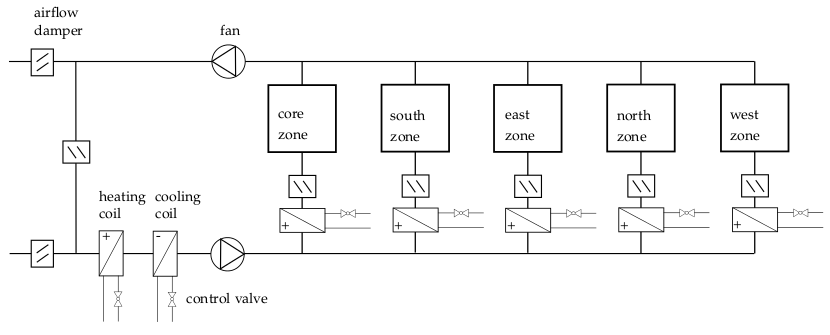 airflow
damper
fan
core
zone
south
zone
east
zone
north
zone
west
zone
heating
coil
cooling
coil
+
-
+
+
+
+
+
control valve